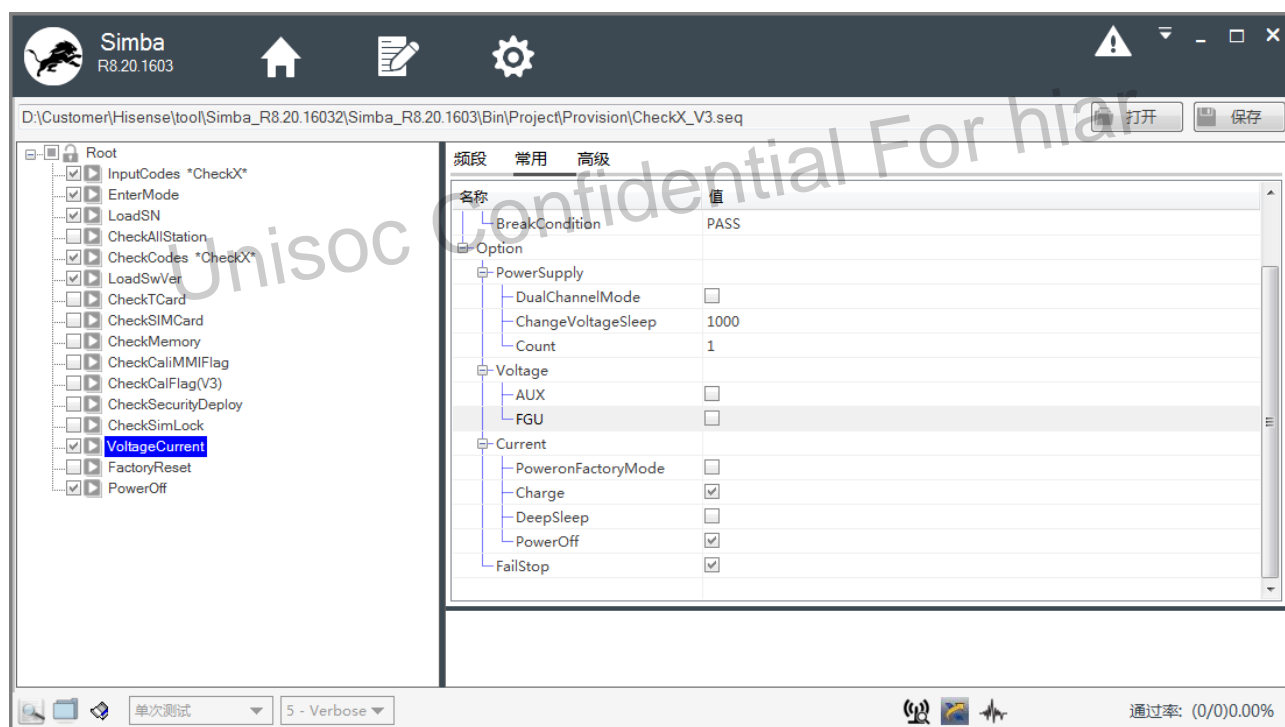 Simba
R8.20.1603
D:\Customer\Hisense\tool\Simba_R8.20.16032\Simba_R8.20.1603\Bin\Project\Provision\CheckX_V3.seq
打开
保存
Root
InputCodes *CheckX*
EnterMode
LoadSN
CheckAllStation
CheckCodes *CheckX*
LoadSwVer
CheckTCard
CheckSIMCard
CheckMemory
CheckCaliMMIFlag
CheckCalFlag(V3)
CheckSecurityDeploy
CheckSimLock
VoltageCurrent
FactoryReset
PowerOff
频段 常用 高级
名称 值
BreakCondition PASS
Option
PowerSupply
DualChannelMode
ChangeVoltageSleep 1000
Count 1
Voltage
AUX
FGU
Current
PoweronFactoryMode
Charge
DeepSleep
PowerOff
FailStop
Unisoc Confidential For hiar
单次测试 5 - Verbose 通过率: (0/0)0.00%